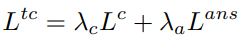 L^{tc} = λ_c L^c + λ_a L^{ans}